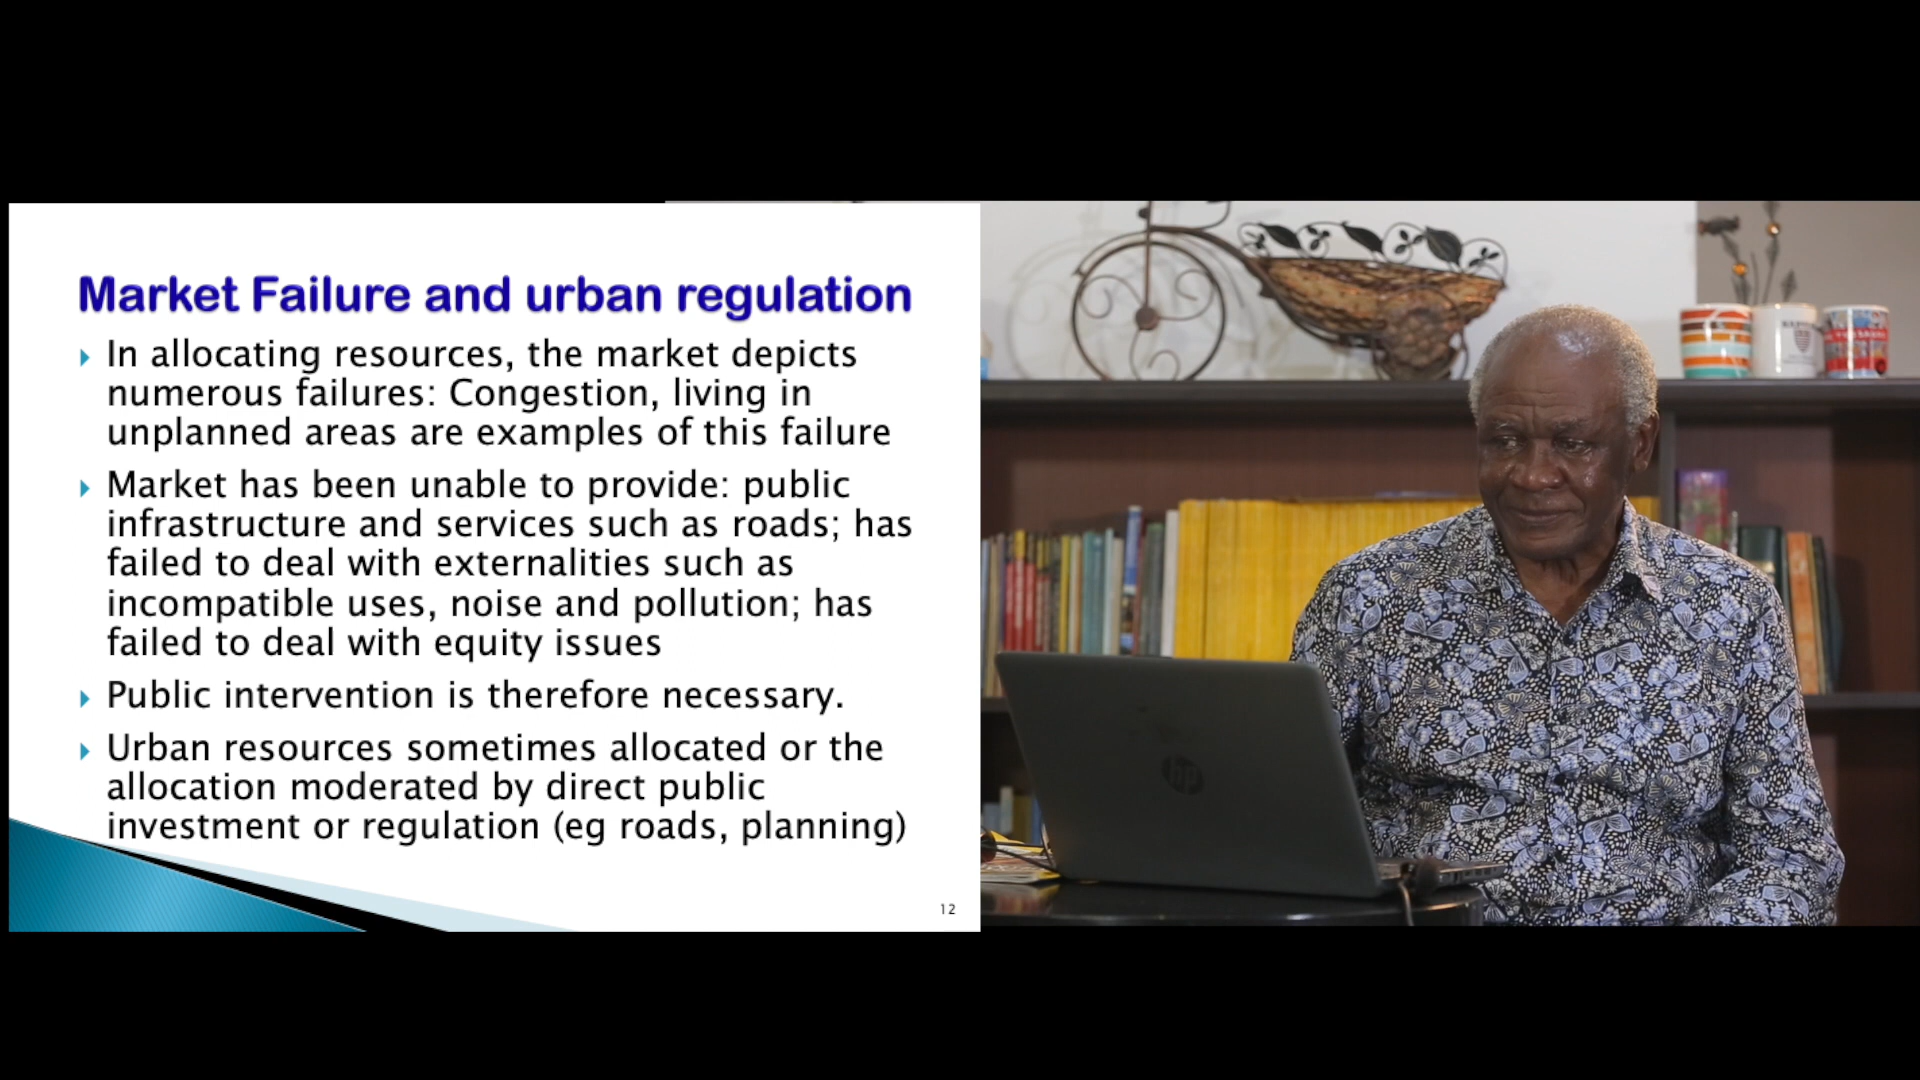 Market Failure and urban regulation
In allocating resources, the market depicts
numerous failures: Congestion, living in
unplanned areas are examples of this failure
Market has been unable to provide: public
infrastructure and services such as roads; has
failed to deal with externalities such as
incompatible uses, noise and pollution; has
failed to deal with equity issues
Public intervention is therefore necessary.
Urban resources sometimes allocated or the
allocation moderated by direct public
investment or regulation (eg roads, planning)
12
hp